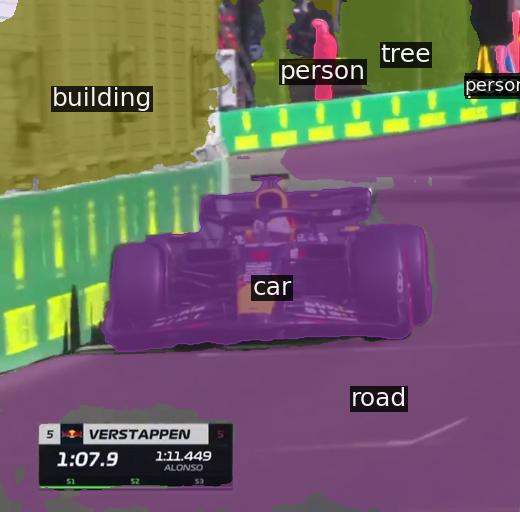 building
person
tree
person
car
road
5 VERSTAPPEN 5
1:07.9 1:11.449
ALONSO
S1 S2 S3